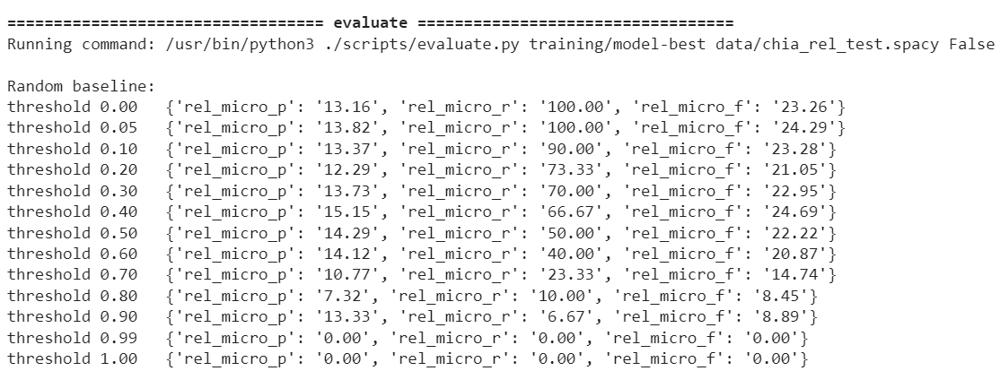 ================================== evaluate ==================================
Running command: /usr/bin/python3 ./scripts/evaluate.py training/model-best data/chia_rel_test.spacy False
Random baseline:
threshold 0.00   {'rel_micro_p': '13.16', 'rel_micro_r': '100.00', 'rel_micro_f': '23.26'}
threshold 0.05   {'rel_micro_p': '13.82', 'rel_micro_r': '100.00', 'rel_micro_f': '24.29'}
threshold 0.10   {'rel_micro_p': '13.37', 'rel_micro_r': '90.00', 'rel_micro_f': '23.28'}
threshold 0.20   {'rel_micro_p': '12.29', 'rel_micro_r': '73.33', 'rel_micro_f': '21.05'}
threshold 0.30   {'rel_micro_p': '13.73', 'rel_micro_r': '70.00', 'rel_micro_f': '22.95'}
threshold 0.40   {'rel_micro_p': '15.15', 'rel_micro_r': '66.67', 'rel_micro_f': '24.69'}
threshold 0.50   {'rel_micro_p': '14.29', 'rel_micro_r': '50.00', 'rel_micro_f': '22.22'}
threshold 0.60   {'rel_micro_p': '14.12', 'rel_micro_r': '40.00', 'rel_micro_f': '20.87'}
threshold 0.70   {'rel_micro_p': '10.77', 'rel_micro_r': '23.33', 'rel_micro_f': '14.74'}
threshold 0.80   {'rel_micro_p': '7.32', 'rel_micro_r': '10.00', 'rel_micro_f': '8.45'}
threshold 0.90   {'rel_micro_p': '13.33', 'rel_micro_r': '6.67', 'rel_micro_f': '8.89'}
threshold 0.99   {'rel_micro_p': '0.00', 'rel_micro_r': '0.00', 'rel_micro_f': '0.00'}
threshold 1.00   {'rel_micro_p': '0.00', 'rel_micro_r': '0.00', 'rel_micro_f': '0.00'}